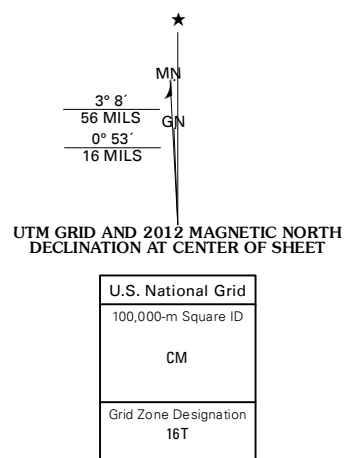 MN
3° 8´
56 MILS
GN
0° 53´
16 MILS
UTM GRID AND 2012 MAGNETIC NORTH
DECLINATION AT CENTER OF SHEET
U.S. National Grid
100,000-m Square ID
CM
Grid Zone Designation
16T